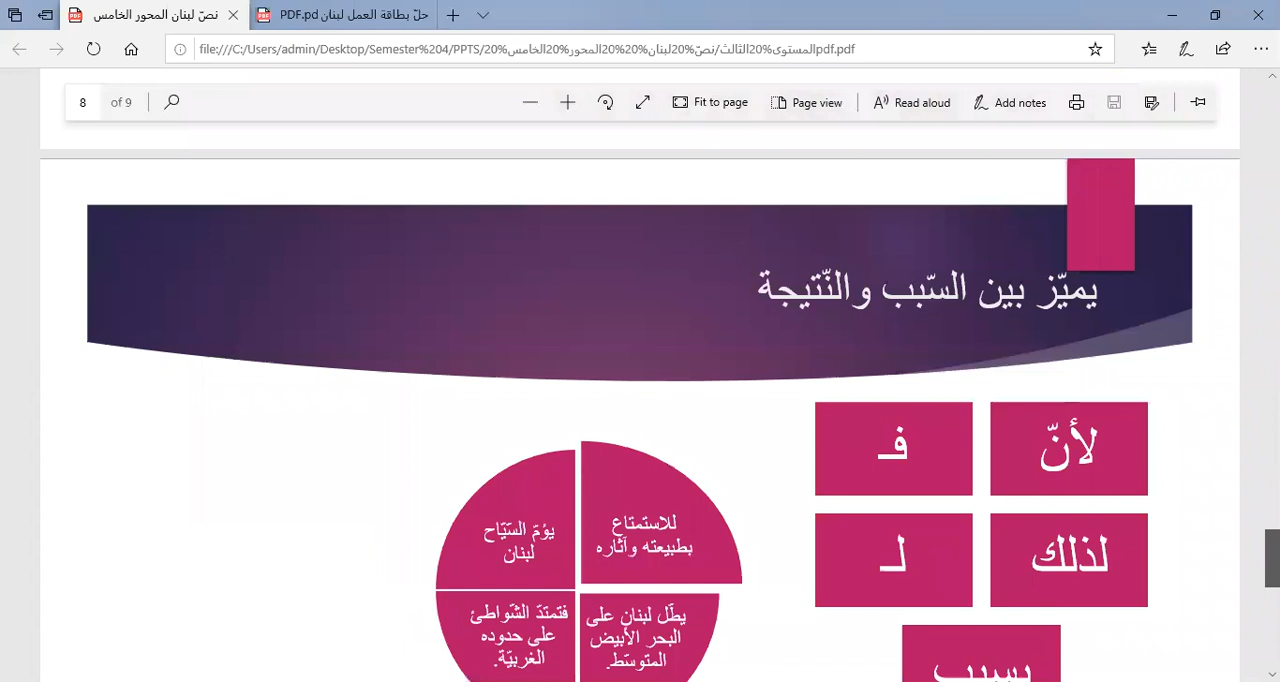 نصّ لبنان المحور الخامس
حلّ بطاقة العمل لبنان PDF.pd
file:///C:/Users/admin/Desktop/Semester%204/PPTS/المستوى%20الثالث/نصّ%20لبنان%20%20المحور%20الخامس%20pdf.pdf
8 of 9
Fit to page
Page view
Read aloud
Add notes
يميّز بين السّبب والنّتيجة
لأنّ
فـ
لذلك
لـ
بسبب
للاستمتاع
بطبيعته وآثاره
يؤمّ السّيّاح
لبنان
يطّل لبنان على
البحر الأبيض
المتوسّط.
فتمتدّ الشّواطئ
على حدوده
الغربيّة.